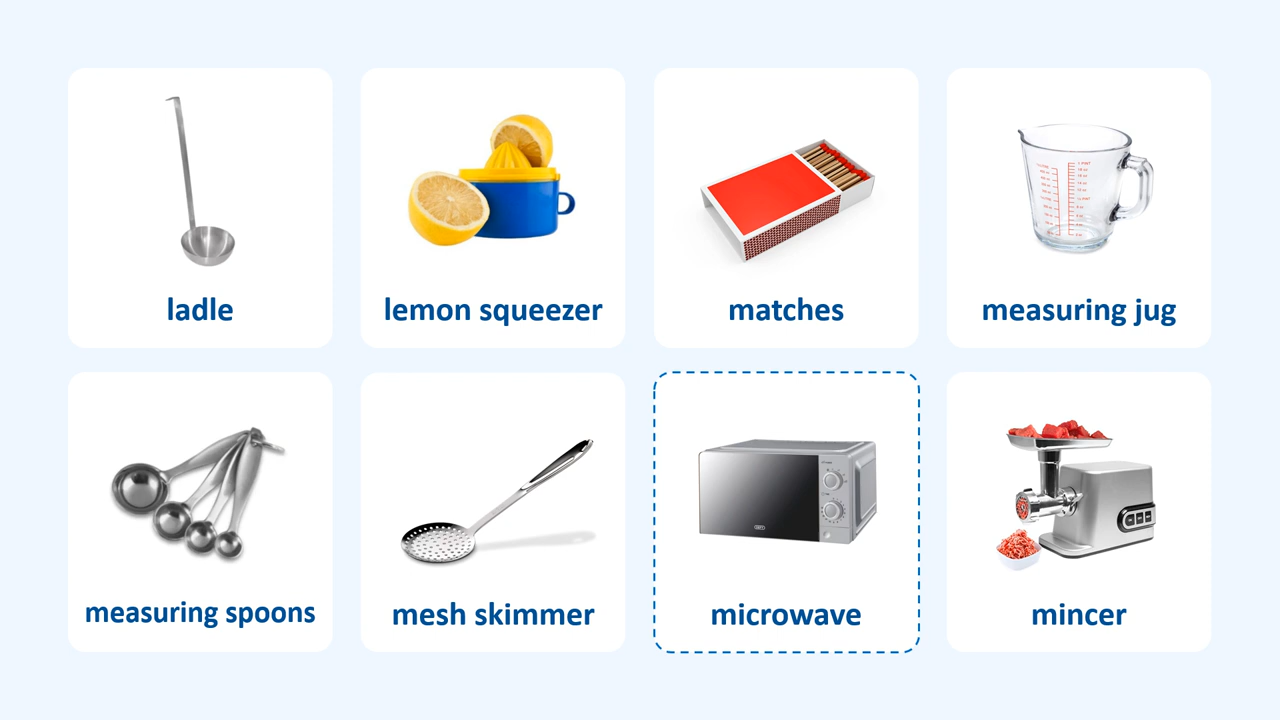 ladle
lemon squeezer
matches
measuring jug
measuring spoons
mesh skimmer
microwave
mincer